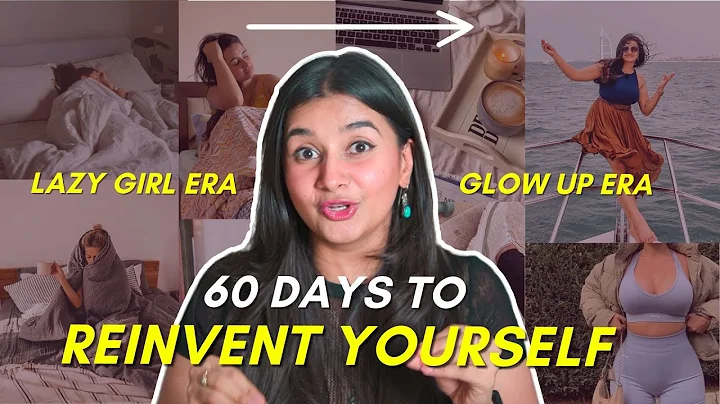 LAZY GIRL ERA
GLOW UP ERA
60 DAYS TO
REINVENT YOURSELF